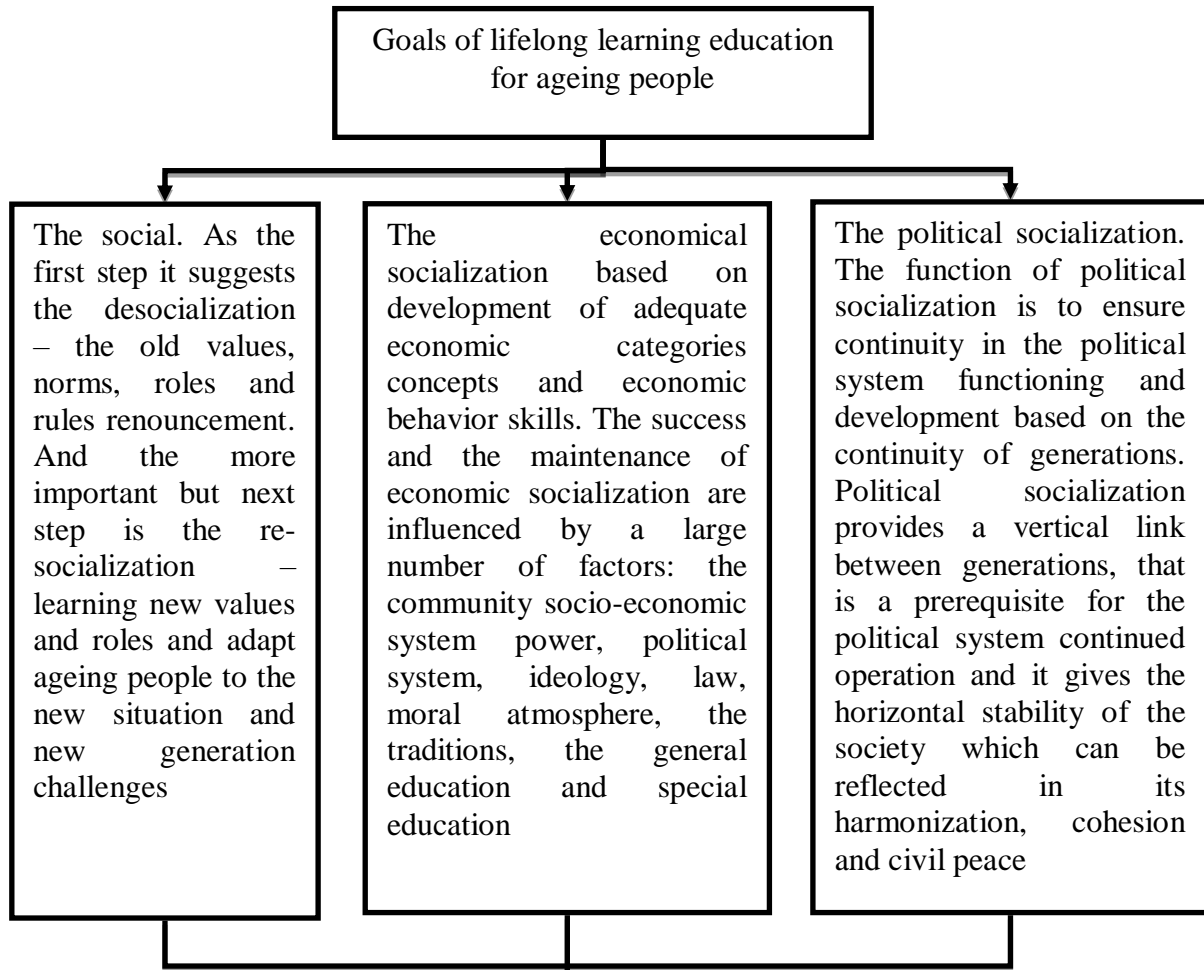 Goals of lifelong learning education
for ageing people
The social. As the
first step it suggests
the desocialization
– the old values,
norms, roles and
rules renouncement.
And the more
important but next
step is the re-
socialization –
learning new values
and roles and adapt
ageing people to the
new situation and
new generation
challenges
The economical
socialization based on
development of adequate
economic categories
concepts and economic
behavior skills. The success
and the maintenance of
economic socialization are
influenced by a large
number of factors: the
community socio-economic
system power, political
system, ideology, law,
moral atmosphere, the
traditions, the general
education and special
education
The political socialization.
The function of political
socialization is to ensure
continuity in the political
system functioning and
development based on the
continuity of generations.
Political socialization
provides a vertical link
between generations, that
is a prerequisite for the
political system continued
operation and it gives the
horizontal stability of the
society which can be
reflected in its
harmonization, cohesion
and civil peace